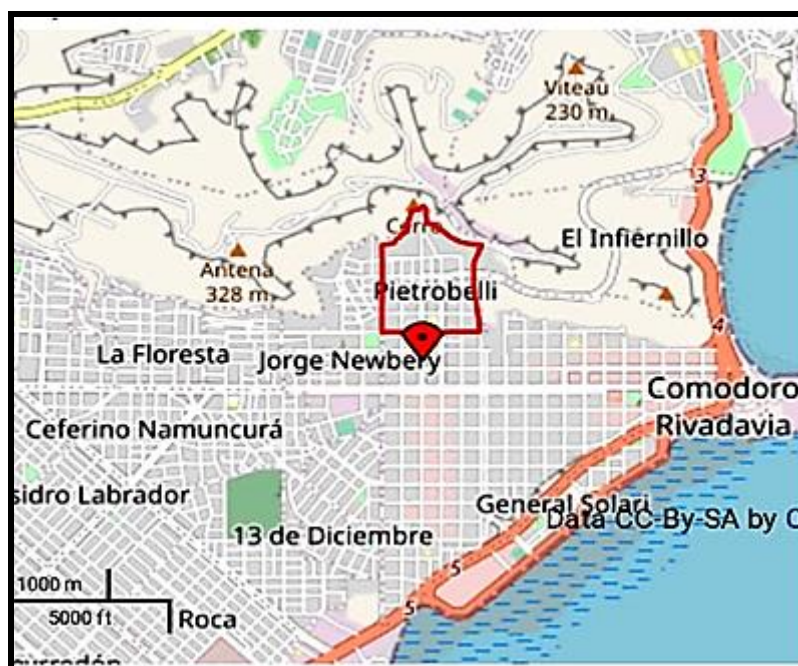 Viteau
230 m
3
Cerro
El Infiernillo
Antena
328 m
Pietrobelli
4
La Floresta
Jorge Newbery
Comodoro
Rivadavia
Ceferino Namuncurá
sidro Labrador
General Solari
Data CC-By-SA by
13 de Diciembre
1000 m
5
5000 ft
Roca
5